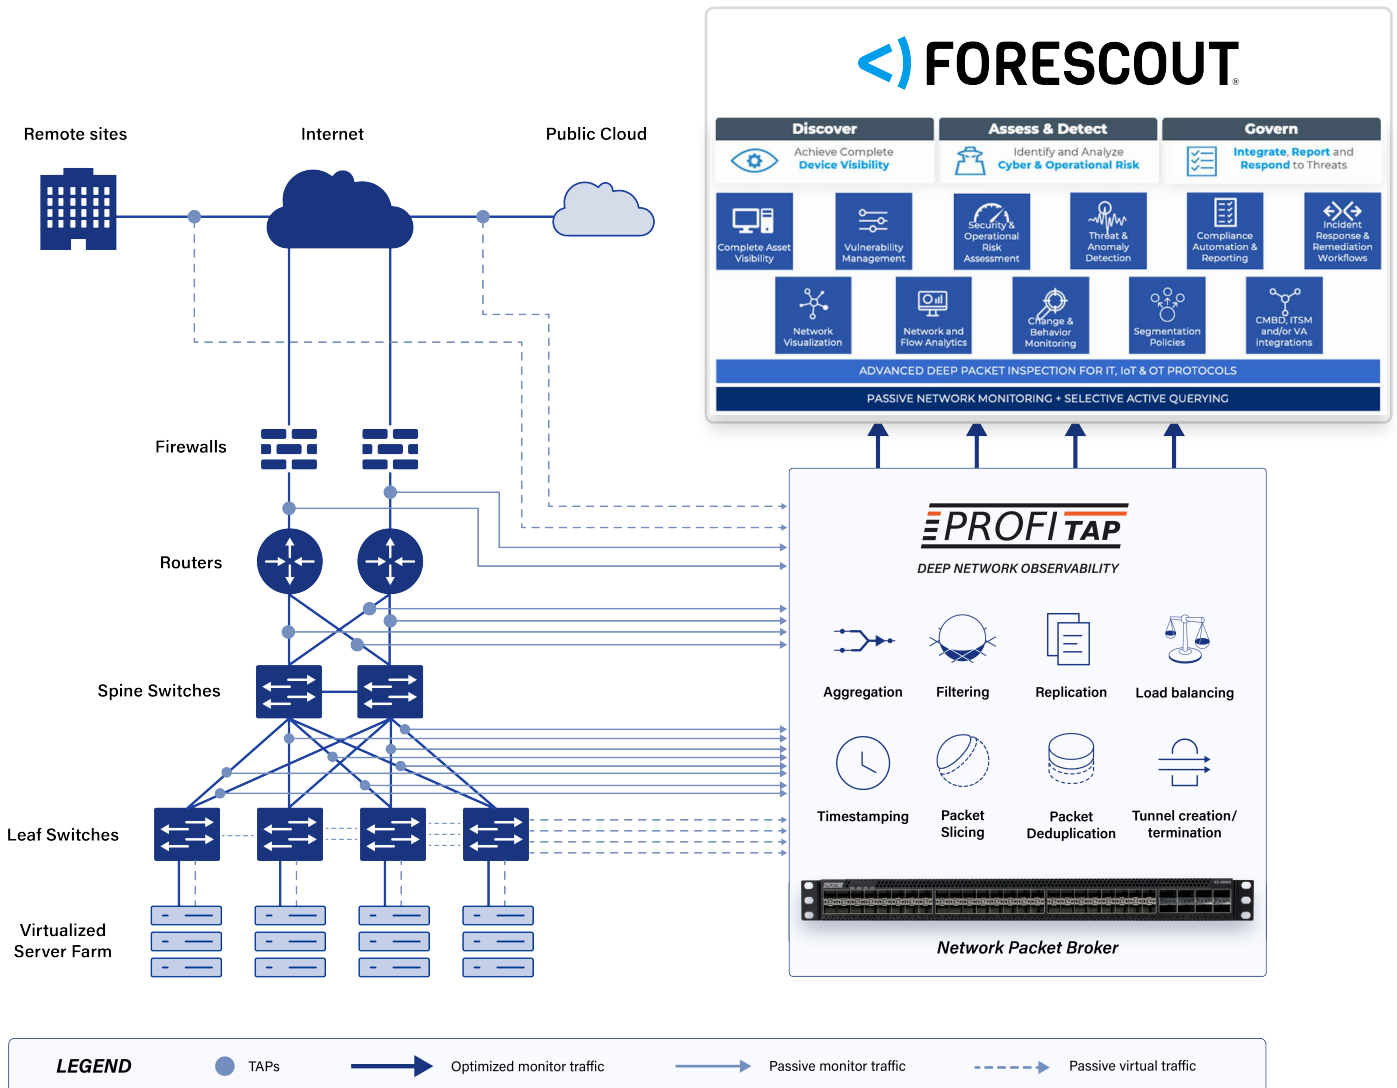 FORESCOUT®
Remote sites
Internet
Public Cloud
Discover
Assess & Detect
Govern
Achieve Complete
Device Visibility
Identify and Analyze
Cyber & Operational Risk
Integrate, Report and
Respond to Threats
Complete Asset
Visibility
Vulnerability
Management
Security &
Operational
Risk
Assessment
Threat &
Anomaly
Detection
Compliance
Automation &
Reporting
Incident
Response &
Remediation
Workflows
Network
Visualization
Network and
Flow Analytics
Change &
Behavior
Monitoring
Segmentation
Policies
CMBD, ITSM
and/or VA
integrations
ADVANCED DEEP PACKET INSPECTION FOR IT, IoT & OT PROTOCOLS
PASSIVE NETWORK MONITORING + SELECTIVE ACTIVE QUERYING
Firewalls
Routers
Spine Switches
Leaf Switches
Virtualized
Server Farm
PROFITAP
DEEP NETWORK OBSERVABILITY
Aggregation
Filtering
Replication
Load balancing
Timestamping
Packet
Slicing
Packet
Deduplication
Tunnel creation/
termination
PROFITAP
Network Packet Broker
LEGEND
TAPs
Optimized monitor traffic
Passive monitor traffic
Passive virtual traffic